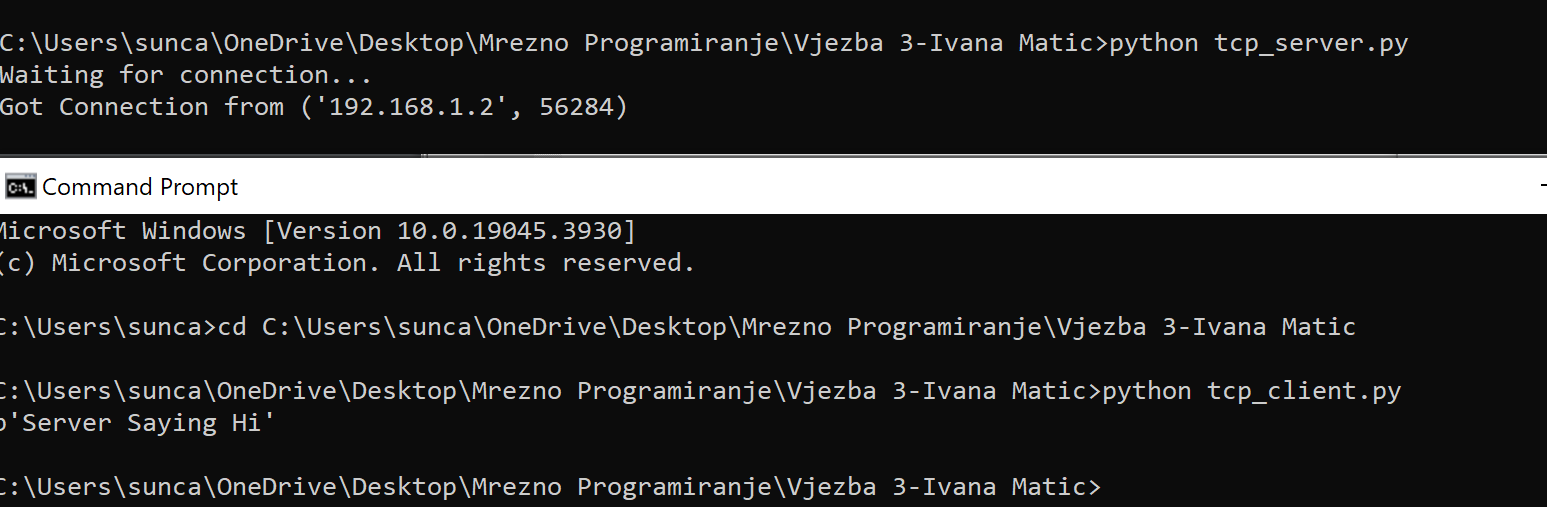 C:\Users\sunca\OneDrive\Desktop\Mrezno Programiranje\Vjezba 3-Ivana Matic>python tcp_server.py
Waiting for connection...
Got Connection from ('192.168.1.2', 56284)
Command Prompt
Microsoft Windows [Version 10.0.19045.3930]
(c) Microsoft Corporation. All rights reserved.
C:\Users\sunca>cd C:\Users\sunca\OneDrive\Desktop\Mrezno Programiranje\Vjezba 3-Ivana Matic
C:\Users\sunca\OneDrive\Desktop\Mrezno Programiranje\Vjezba 3-Ivana Matic>python tcp_client.py
b'Server Saying Hi'
C:\Users\sunca\OneDrive\Desktop\Mrezno Programiranje\Vjezba 3-Ivana Matic>